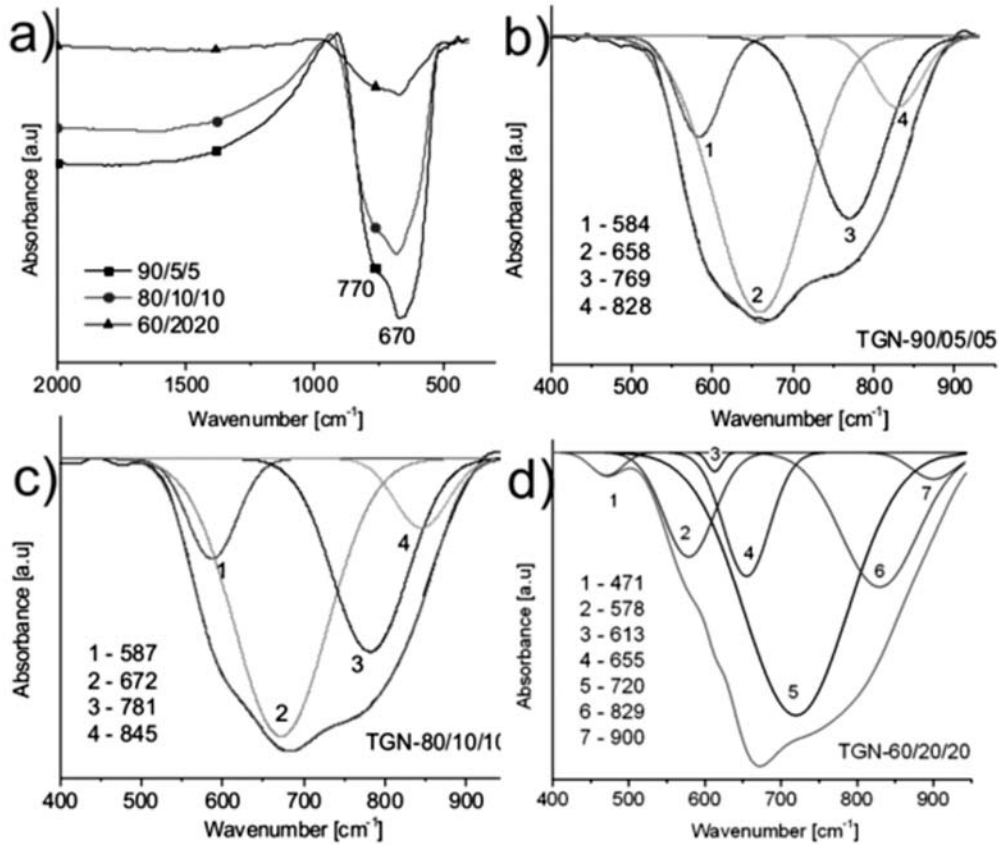 a)
Absorbance [a.u]
90/5/5
80/10/10
60/2020
770
670
2000 1500 1000 500
Wavenumber [cm-1]
b)
Absorbance [a.u]
1
2
3
4
1 - 584
2 - 658
3 - 769
4 - 828
TGN-90/05/05
400 500 600 700 800 900
Wavenumber [cm-1]
c)
Absorbance [a.u]
1
2
3
4
1 - 587
2 - 672
3 - 781
4 - 845
TGN-80/10/10
400 500 600 700 800 900
Wavenumber [cm-1]
d)
Absorbance [a.u]
1
2
3
4
5
6
7
1 - 471
2 - 578
3 - 613
4 - 655
5 - 720
6 - 829
7 - 900
TGN-60/20/20
400 500 600 700 800 900
Wavenumber [cm-1]